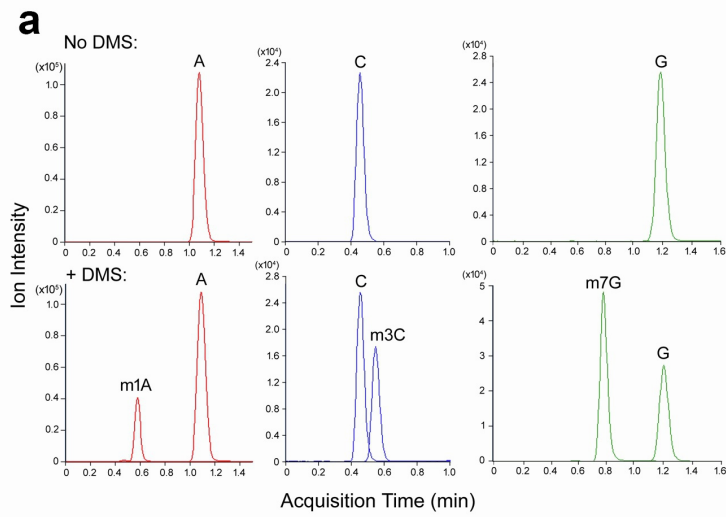 a
No DMS:
(x10⁵)
A
1.0
0.8
0.6
0.4
0.2
0
0 0.2 0.4 0.6 0.8 1.0 1.2 1.4
(x10⁴)
C
2.4
2.0
1.6
1.2
0.8
0.4
0
0 0.2 0.4 0.6 0.8 1.0
(x10⁴)
G
2.8
2.4
2.0
1.6
1.2
0.8
0.4
0
0 0.2 0.4 0.6 0.8 1.0 1.2 1.4 1.6
Ion Intensity
+ DMS:
(x10⁵)
m1A
A
1.0
0.8
0.6
0.4
0.2
0
0 0.2 0.4 0.6 0.8 1.0 1.2 1.4
(x10⁴)
C
m3C
2.8
2.4
2.0
1.6
1.2
0.8
0.4
0
0 0.2 0.4 0.6 0.8 1.0
(x10⁴)
m7G
G
5
4
3
2
1
0
0 0.2 0.4 0.6 0.8 1.0 1.2 1.4 1.6
Acquisition Time (min)